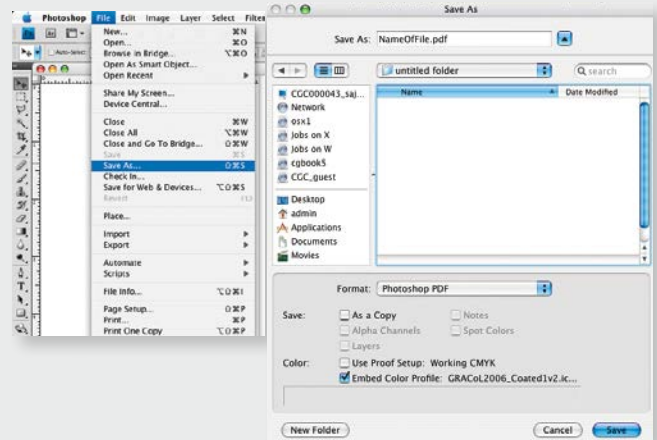 Photoshop File Edit Image Layer Select Filter
Auto-Select:
New... ⌘N
Open... ⌘O
Browse in Bridge... ⌥⌘O
Open As Smart Object...
Open Recent
Share My Screen...
Device Central...
Close ⌘W
Close All ⌥⌘W
Close and Go To Bridge... ⇧⌘W
Save ⌘S
Save As... ⇧⌘S
Check In...
Save for Web & Devices... ⌥⇧⌘S
Revert
Place...
Import
Export
Automate
Scripts
File Info... ⌥⇧⌘I
Page Setup... ⇧⌘P
Print... ⌘P
Print One Copy ⌥⇧⌘P
Save As
Save As: NameOfFile.pdf
untitled folder
search
Name Date Modified
CGC000043_saj...
Network
osx1
Jobs on X
Jobs on W
cgbook5
CGC_guest
Desktop
admin
Applications
Documents
Movies
Format: Photoshop PDF
Save: As a Copy Notes
Alpha Channels Spot Colors
Layers
Color: Use Proof Setup: Working CMYK
Embed Color Profile: GRACoL2006_Coated1v2.ic...
New Folder Cancel Save